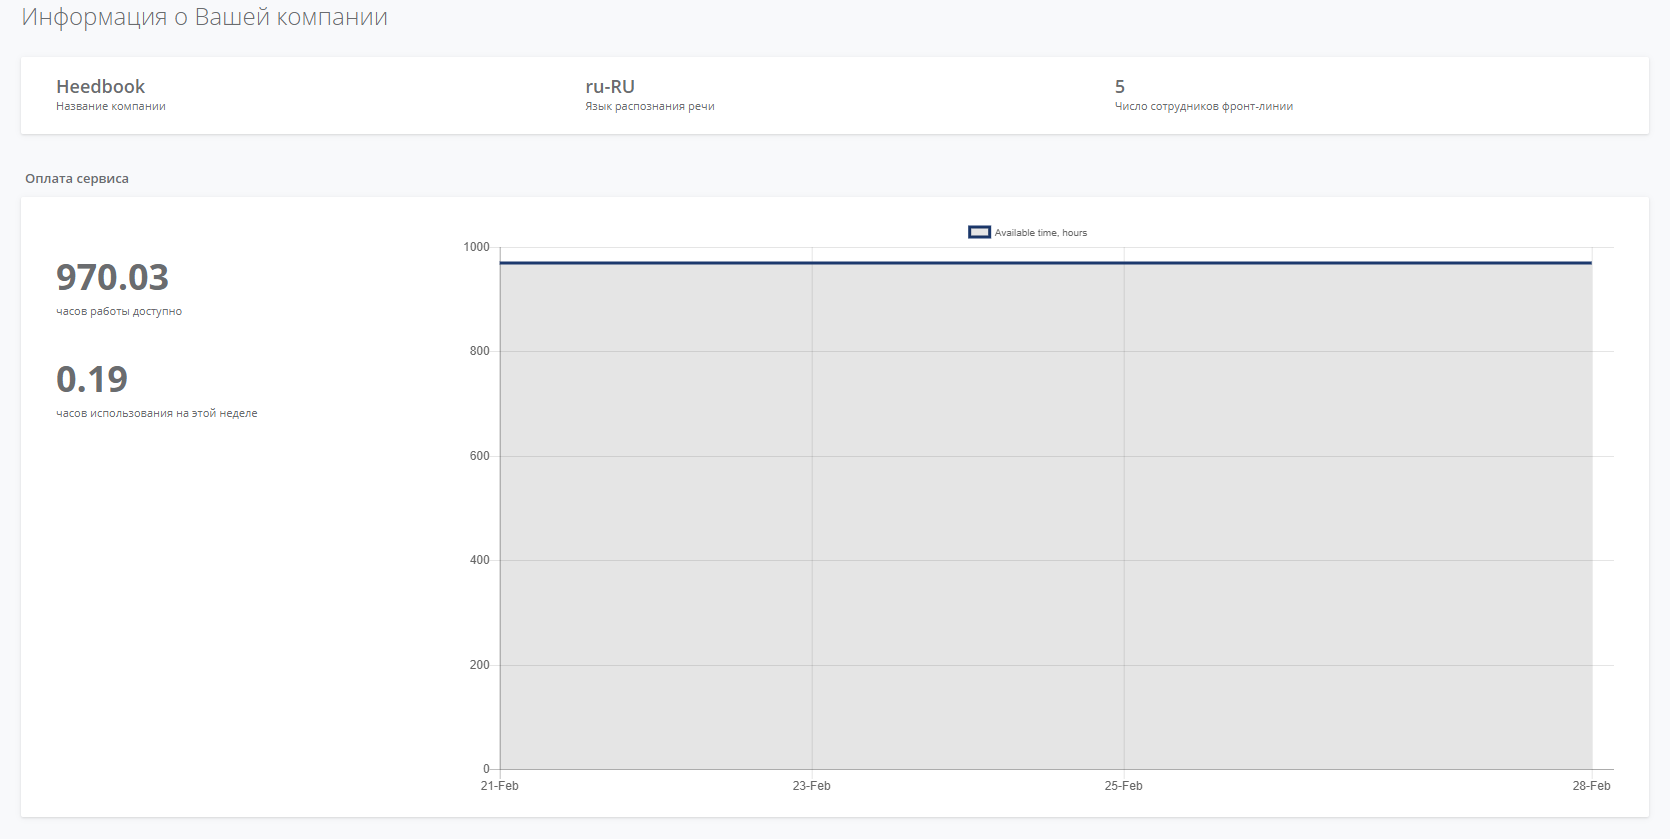 Информация о Вашей компании
Heedbook
Название компании
ru-RU
Язык распознания речи
5
Число сотрудников фронт-линии
Оплата сервиса
970.03
часов работы доступно
0.19
часов использования на этой неделе
Available time, hours
1000
800
600
400
200
0
21-Feb
23-Feb
25-Feb
28-Feb